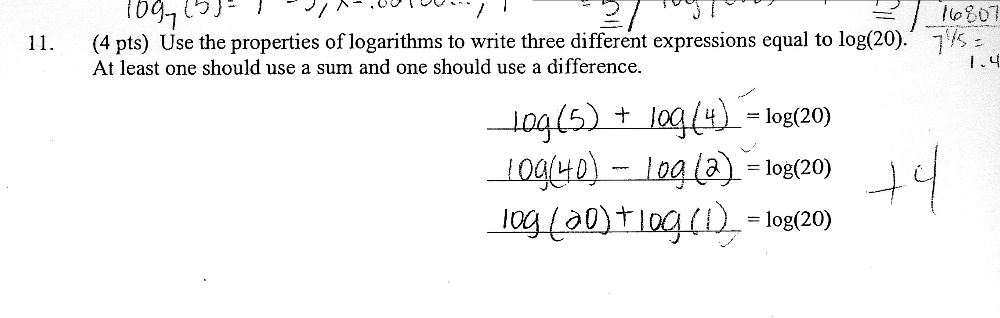 log₇(5)=
16807
11. (4 pts) Use the properties of logarithms to write three different expressions equal to log(20).
7^1/5 =
At least one should use a sum and one should use a difference.
1.4
log(5) + log(4) = log(20)
log(40) - log(2) = log(20)
+4
log(20)+log(1) = log(20)